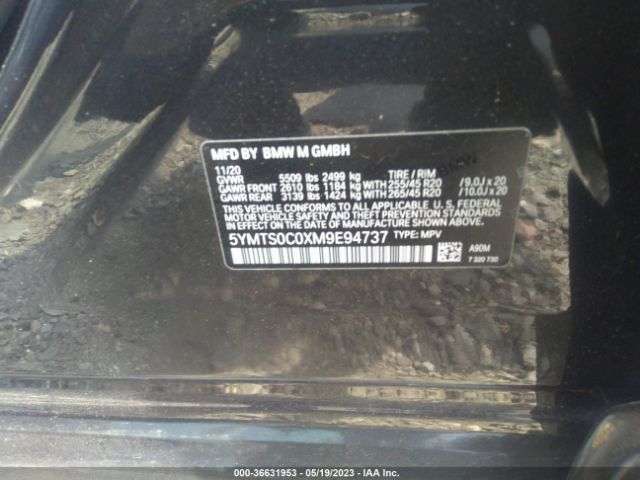 MFD BY BMW M GMBH
11/20 TIRE / RIM
GVWR 5509 lbs 2499 kg
GAWR FRONT 2610 lbs 1184 kg WITH 255/45 R20 /9.0J x 20
GAWR REAR 3139 lbs 1424 kg WITH 265/45 R20 /10.0J x 20
THIS VEHICLE CONFORMS TO ALL APPLICABLE U.S. FEDERAL
MOTOR VEHICLE SAFETY AND THEFT PREVENTION STANDARDS
IN EFFECT ON THE DATE OF MANUFACTURE SHOWN ABOVE.
5YMTS0C0XM9E94737 TYPE: MPV
A90M
7 320 730
000-36631953 - 05/19/2023 - IAA Inc.